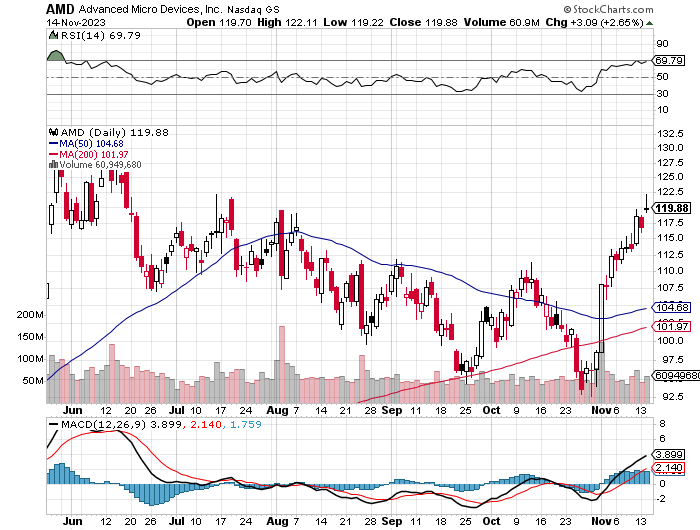 AMD Advanced Micro Devices, Inc. Nasdaq GS © StockCharts.com
14-Nov-2023 Open 119.70 High 122.11 Low 119.22 Close 119.88 Volume 60.9M Chg +3.09 (+2.65%)
RSI(14) 69.79
90
69.79
50
30
10
AMD (Daily) 119.88
MA(50) 104.68
MA(200) 101.97
Volume 60,949,680
132.5
130.0
127.5
125.0
122.5
119.88
117.5
115.0
112.5
110.0
107.5
104.68
101.97
100.0
97.5
60949680
92.5
200M
150M
100M
50M
Jun 12 20 26 Jul 10 17 24 Aug 7 14 21 28 Sep 11 18 25 Oct 9 16 23 Nov 6 13
MACD(12,26,9) 3.899, 2.140, 1.759
8
6
3.899
2.140
0
-2
Jun 12 20 26 Jul 10 17 24 Aug 7 14 21 28 Sep 11 18 25 Oct 9 16 23 Nov 6 13